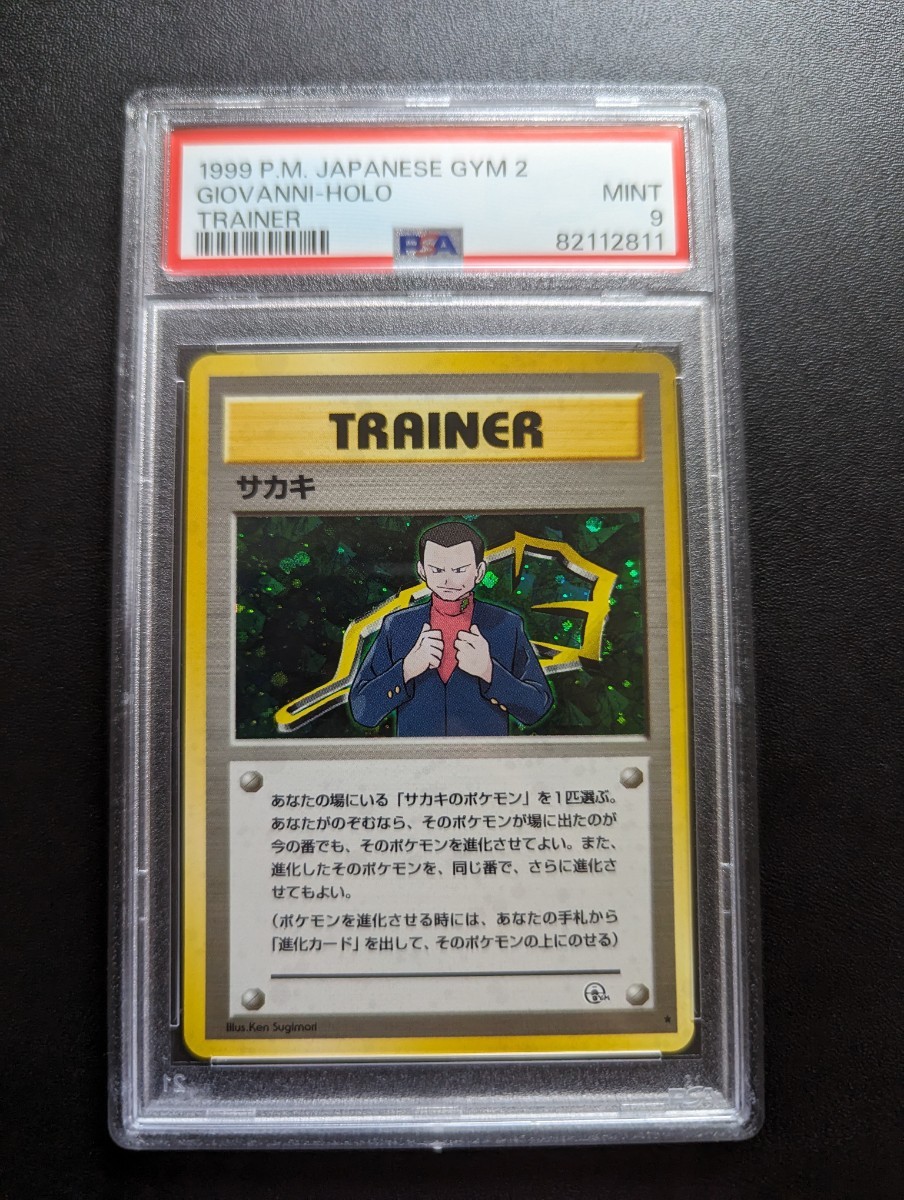 1999 P.M. JAPANESE GYM 2
GIOVANNI-HOLO
MINT
TRAINER
9
PSA
82112811
TRAINER
サカキ
あなたの場にいる「サカキのポケモン」を1匹選ぶ。
あなたがのぞむなら、そのポケモンが場に出たのが
今の番でも、そのポケモンを進化させてよい。また、
進化したそのポケモンを、同じ番で、さらに進化さ
せてもよい。
(ポケモンを進化させる時には、あなたの手札から
「進化カード」を出して、そのポケモンの上にのせる)
Illus.Ken Sugimori